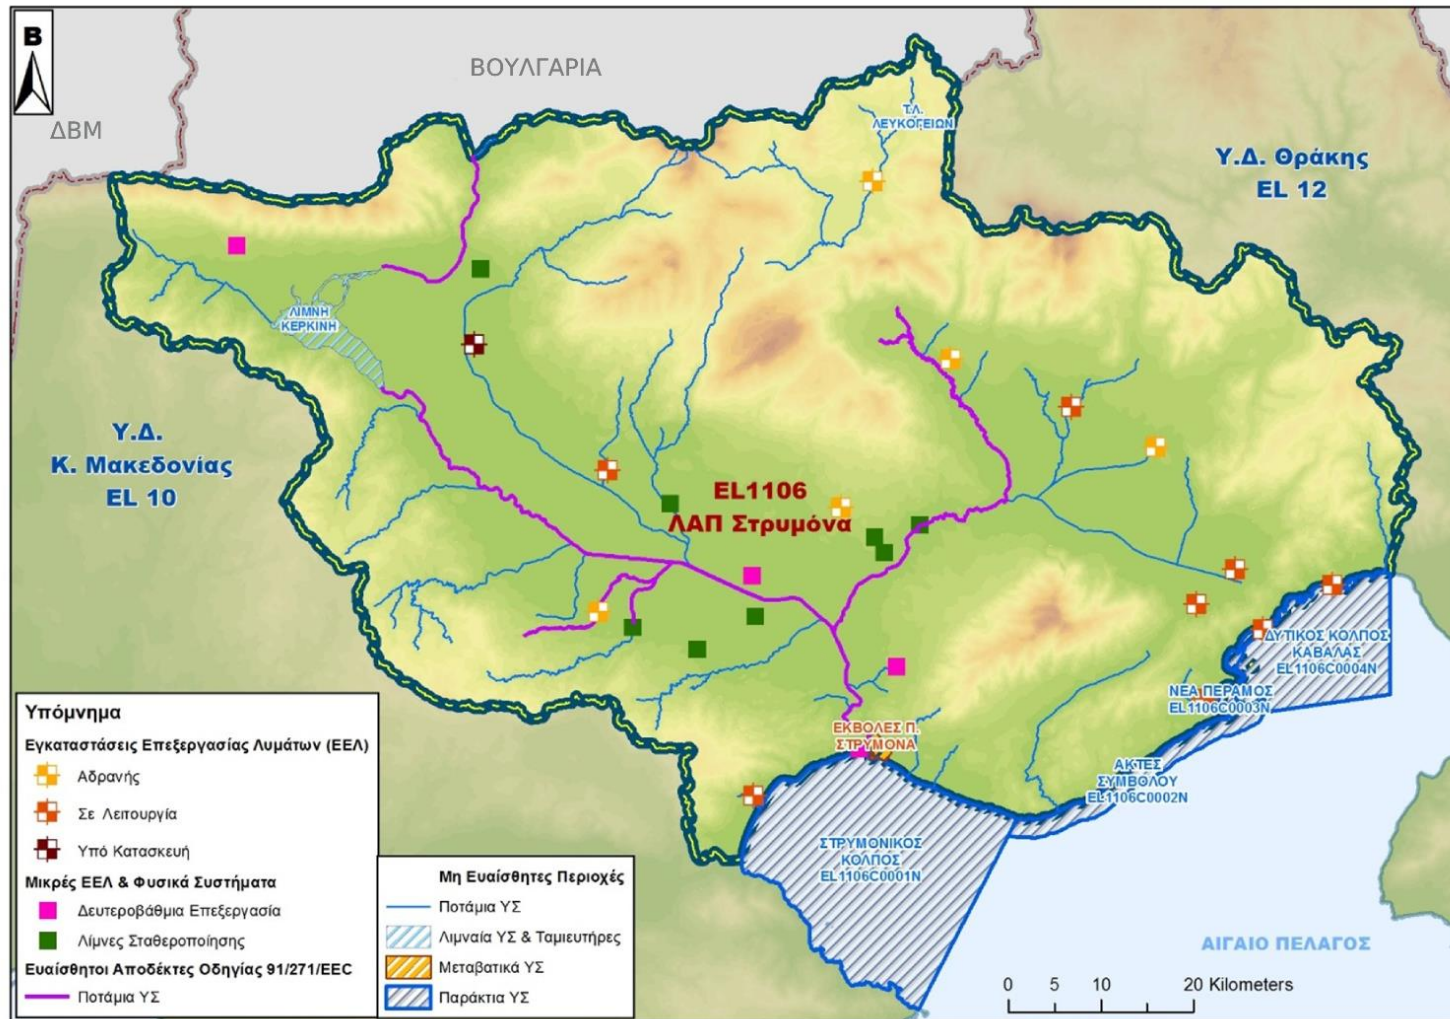 Β
ΒΟΥΛΓΑΡΙΑ
ΔΒΜ
Τ.Λ.
ΛΕΥΚΟΓΕΙΩΝ
Υ.Δ. Θράκης
EL 12
ΛΙΜΝΗ
ΚΕΡΚΙΝΗ
Υ.Δ.
Κ. Μακεδονίας
EL 10
EL1106
ΛΑΠ Στρυμόνα
ΔΥΤΙΚΟΣ ΚΟΛΠΟΣ
ΚΑΒΑΛΑΣ
EL1106C0004N
ΝΕΑ ΠΕΡΑΜΟΣ
EL1106C0003N
ΕΚΒΟΛΕΣ Π.
ΣΤΡΥΜΟΝΑ
ΑΚΤΕΣ
ΣΥΜΒΟΛΟΥ
EL1106C0002N
ΣΤΡΥΜΟΝΙΚΟΣ
ΚΟΛΠΟΣ
EL1106C0001N
ΑΙΓΑΙΟ ΠΕΛΑΓΟΣ
0 5 10 20 Kilometers
Υπόμνημα
Εγκαταστάσεις Επεξεργασίας Λυμάτων (ΕΕΛ)
Αδρανής
Σε Λειτουργία
Υπό Κατασκευή
Μικρές ΕΕΛ & Φυσικά Συστήματα
Δευτεροβάθμια Επεξεργασία
Λίμνες Σταθεροποίησης
Ευαίσθητοι Αποδέκτες Οδηγίας 91/271/EEC
Ποτάμια ΥΣ
Μη Ευαίσθητες Περιοχές
Ποτάμια ΥΣ
Λιμναία ΥΣ & Ταμιευτήρες
Μεταβατικά ΥΣ
Παράκτια ΥΣ